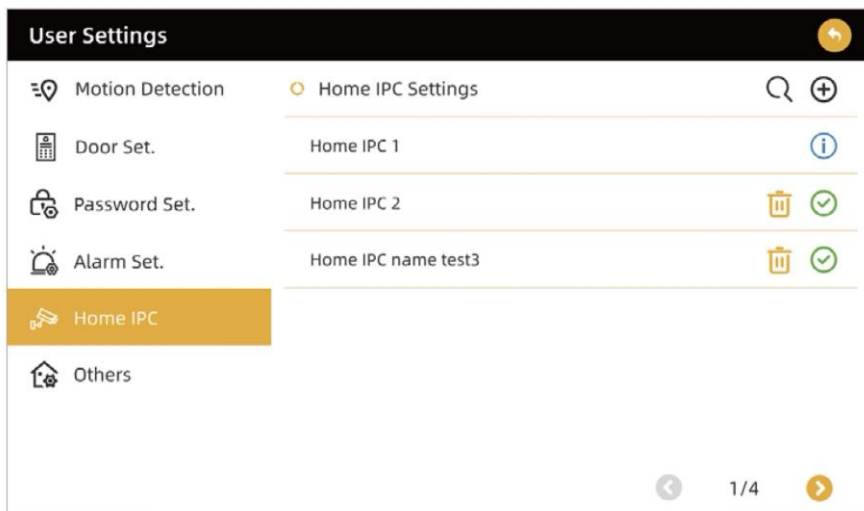 User Settings
Motion Detection
Door Set.
Password Set.
Alarm Set.
Home IPC
Others
Home IPC Settings
Home IPC 1
Home IPC 2
Home IPC name test3
1/4